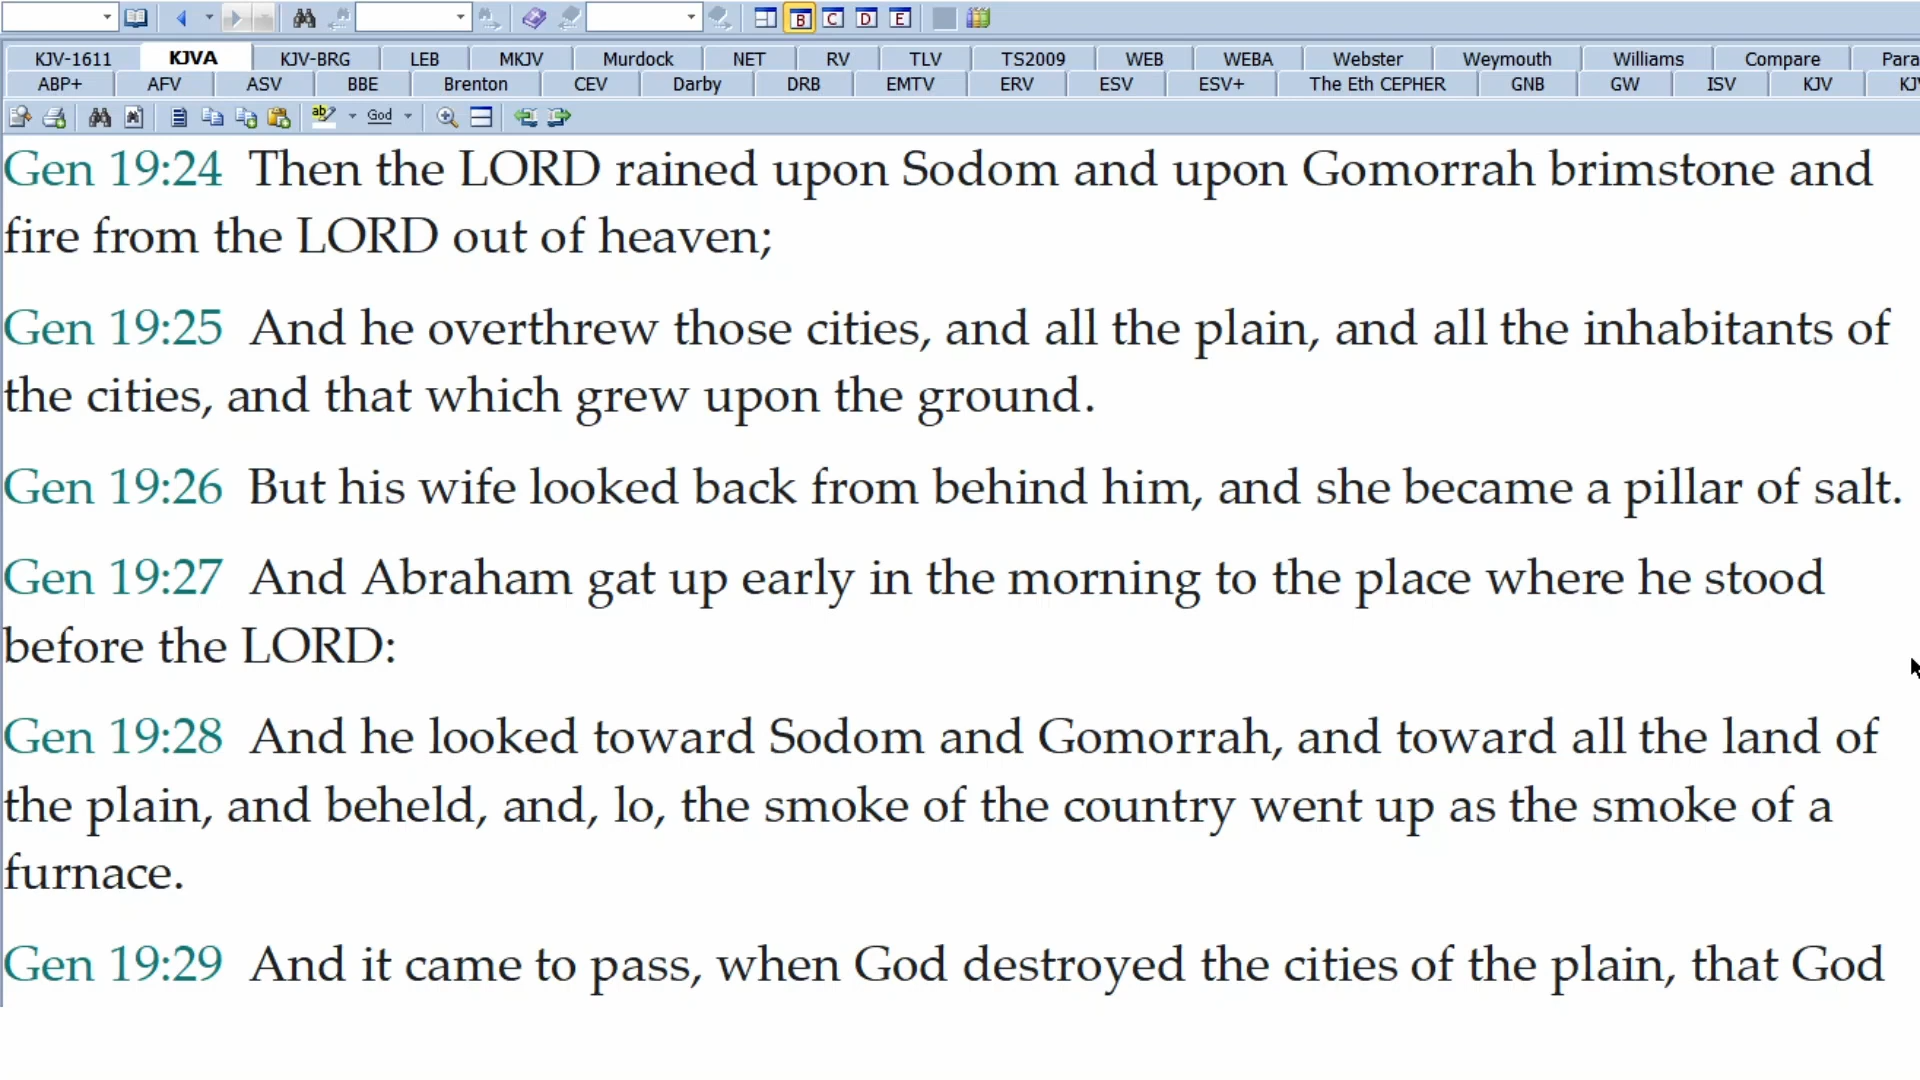 B C D E
KJV-1611 KJVA KJV-BRG LEB MKJV Murdock NET RV TLV TS2009 WEB WEBA Webster Weymouth Williams Compare Para
ABP+ AFV ASV BBE Brenton CEV Darby DRB EMTV ERV ESV ESV+ The Eth CEPHER GNB GW ISV KJV KJ
ab God
Gen 19:24 Then the LORD rained upon Sodom and upon Gomorrah brimstone and
fire from the LORD out of heaven;
Gen 19:25 And he overthrew those cities, and all the plain, and all the inhabitants of
the cities, and that which grew upon the ground.
Gen 19:26 But his wife looked back from behind him, and she became a pillar of salt.
Gen 19:27 And Abraham gat up early in the morning to the place where he stood
before the LORD:
Gen 19:28 And he looked toward Sodom and Gomorrah, and toward all the land of
the plain, and beheld, and, lo, the smoke of the country went up as the smoke of a
furnace.
Gen 19:29 And it came to pass, when God destroyed the cities of the plain, that God